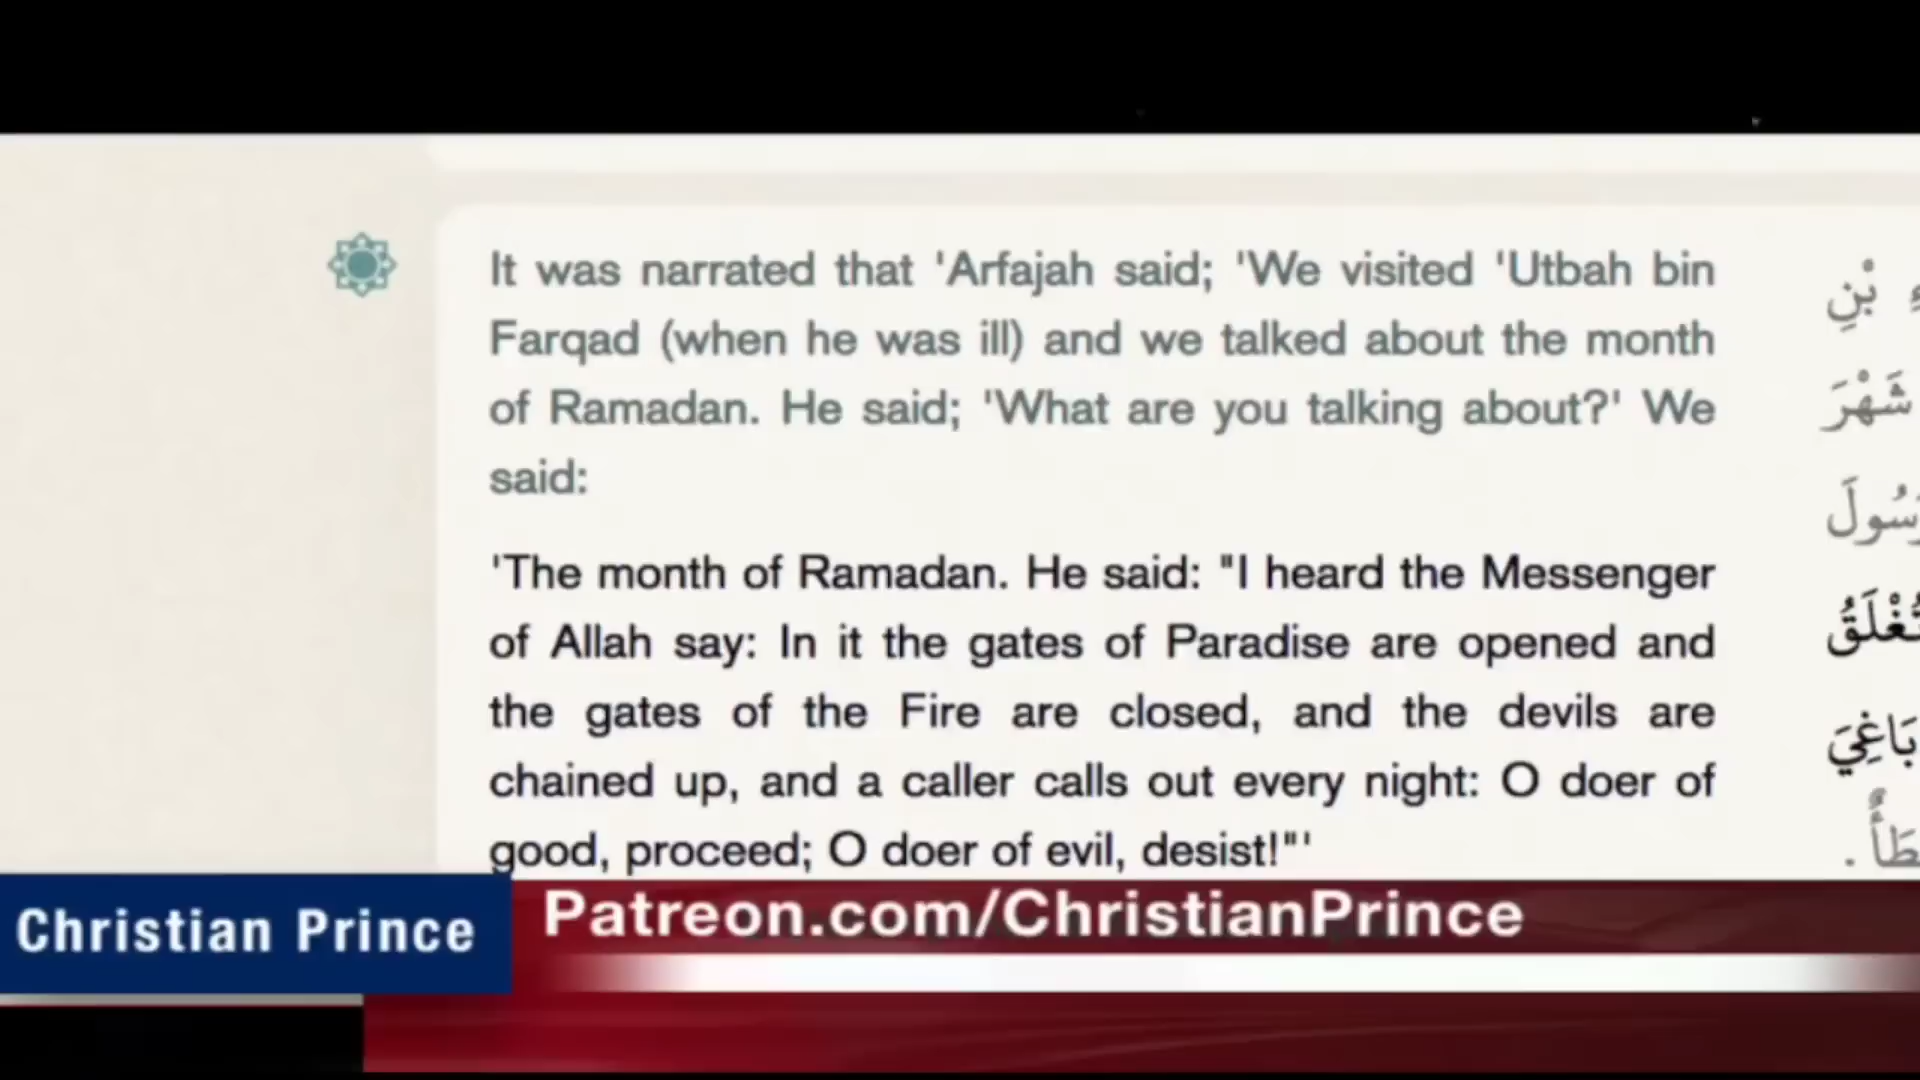 It was narrated that 'Arfajah said; 'We visited 'Utbah bin
Farqad (when he was ill) and we talked about the month
of Ramadan. He said; 'What are you talking about?' We
said:
'The month of Ramadan. He said: "I heard the Messenger
of Allah say: In it the gates of Paradise are opened and
the gates of the Fire are closed, and the devils are
chained up, and a caller calls out every night: O doer of
good, proceed; O doer of evil, desist!"'
بْنِ
شَهْرَ
تُغْلَقُ
بَاغِيَ
Christian Prince
Patreon.com/ChristianPrince